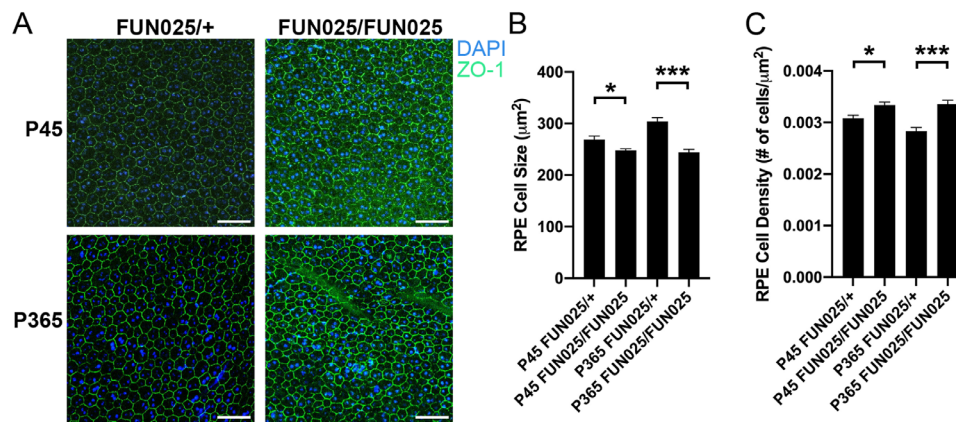 A
FUN025/+
FUN025/FUN025
DAPI
ZO-1
P45
P365
B
RPE Cell Size (μm²)
400
300
200
100
0
*
***
P45 FUN025/+
P45 FUN025/FUN025
P365 FUN025/+
P365 FUN025/FUN025
C
RPE Cell Density (# of cells/μm²)
0.004
0.003
0.002
0.001
0.000
*
***
P45 FUN025/+
P45 FUN025/FUN025
P365 FUN025/+
P365 FUN025/FUN025